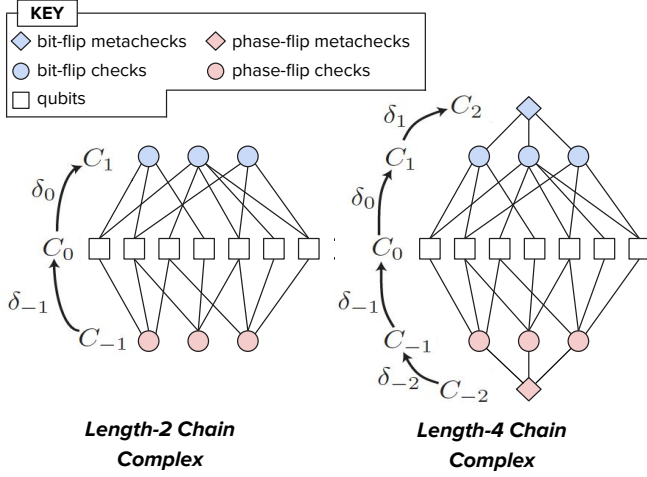 KEY
bit-flip metachecks
phase-flip metachecks
bit-flip checks
phase-flip checks
qubits
C₁
δ₀
C₀
δ₋₁
C₋₁
Length-2 Chain
Complex
C₂
δ₁
C₁
δ₀
C₀
δ₋₁
C₋₁
δ₋₂
C₋₂
Length-4 Chain
Complex